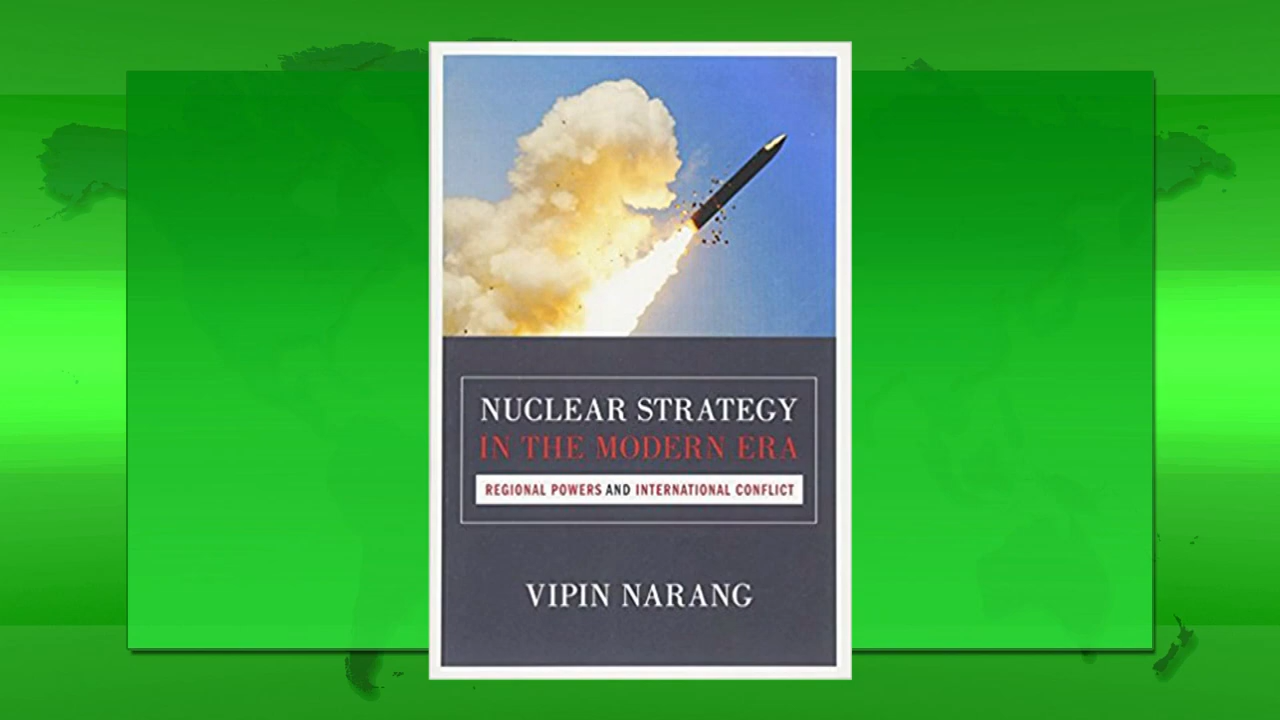 NUCLEAR STRATEGY
IN THE MODERN ERA
REGIONAL POWERS AND INTERNATIONAL CONFLICT
VIPIN NARANG